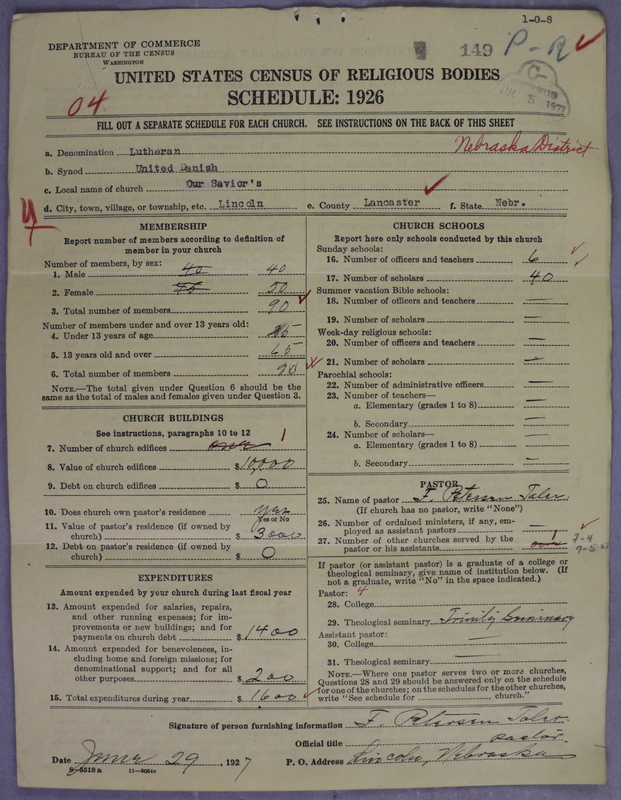 1-0-8
DEPARTMENT OF COMMERCE
BUREAU OF THE CENSUS
WASHINGTON
149 P-R
UNITED STATES CENSUS OF RELIGIOUS BODIES
SCHEDULE: 1926
04
FILL OUT A SEPARATE SCHEDULE FOR EACH CHURCH. SEE INSTRUCTIONS ON THE BACK OF THIS SHEET
a. Denomination Lutheran
Nebraska District
b. Synod United Danish
c. Local name of church Our Savior's
d. City, town, village, or township, etc. Lincoln e. County Lancaster f. State Nebr.
MEMBERSHIP
Report number of members according to definition of
member in your church
Number of members, by sex:
1. Male 40 40
2. Female 45 50
3. Total number of members 90
Number of members under and over 13 years old:
4. Under 13 years of age 25
5. 13 years old and over 65
6. Total number of members 90
NOTE.—The total given under Question 6 should be the
same as the total of males and females given under Question 3.
CHURCH BUILDINGS
See instructions, paragraphs 10 to 12
7. Number of church edifices one 1
8. Value of church edifices $ 10,000
9. Debt on church edifices $ 0
10. Does church own pastor's residence yes
Yes or No
11. Value of pastor's residence (if owned by
church) $ 3000
12. Debt on pastor's residence (if owned by
church) $ 0
EXPENDITURES
Amount expended by your church during last fiscal year
13. Amount expended for salaries, repairs,
and other running expenses; for im-
provements or new buildings; and for
payments on church debt $ 1400
14. Amount expended for benevolences, in-
cluding home and foreign missions; for
denominational support; and for all
other purposes $ 200
15. Total expenditures during year $ 1600
CHURCH SCHOOLS
Report here only schools conducted by this church
Sunday schools:
16. Number of officers and teachers 6
17. Number of scholars 40
Summer vacation Bible schools:
18. Number of officers and teachers —
19. Number of scholars —
Week-day religious schools:
20. Number of officers and teachers —
21. Number of scholars —
Parochial schools:
22. Number of administrative officers —
23. Number of teachers—
a. Elementary (grades 1 to 8) —
b. Secondary —
24. Number of scholars—
a. Elementary (grades 1 to 8) —
b. Secondary —
PASTOR
25. Name of pastor F. Petersen Toler
(If church has no pastor, write "None")
26. Number of ordained ministers, if any, em-
ployed as assistant pastors —
27. Number of other churches served by the
pastor or his assistants one 1 7-4
If pastor (or assistant pastor) is a graduate of a college or
theological seminary, give name of institution below. (If
not a graduate, write "No" in the space indicated.)
Pastor: 4
28. College
29. Theological seminary Trinity Seminary
Assistant pastor:
30. College —
31. Theological seminary —
NOTE.—Where one pastor serves two or more churches,
Questions 28 and 29 should be answered only on the schedule
for one of the churches; on the schedules for the other churches,
write "See schedule for church."
Signature of person furnishing information F. Petersen Toler
Official title pastor
Date June 29, 1927 P. O. Address Lincoln, Nebraska
8-5518a 11-9084s